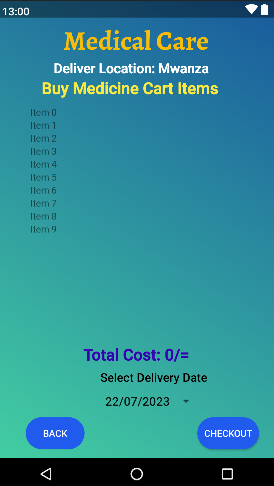 13:00
Medical Care
Deliver Location: Mwanza
Buy Medicine Cart Items
Item 0
Item 1
Item 2
Item 3
Item 4
Item 5
Item 6
Item 7
Item 8
Item 9
Total Cost: 0/=
Select Delivery Date
22/07/2023
BACK
CHECKOUT